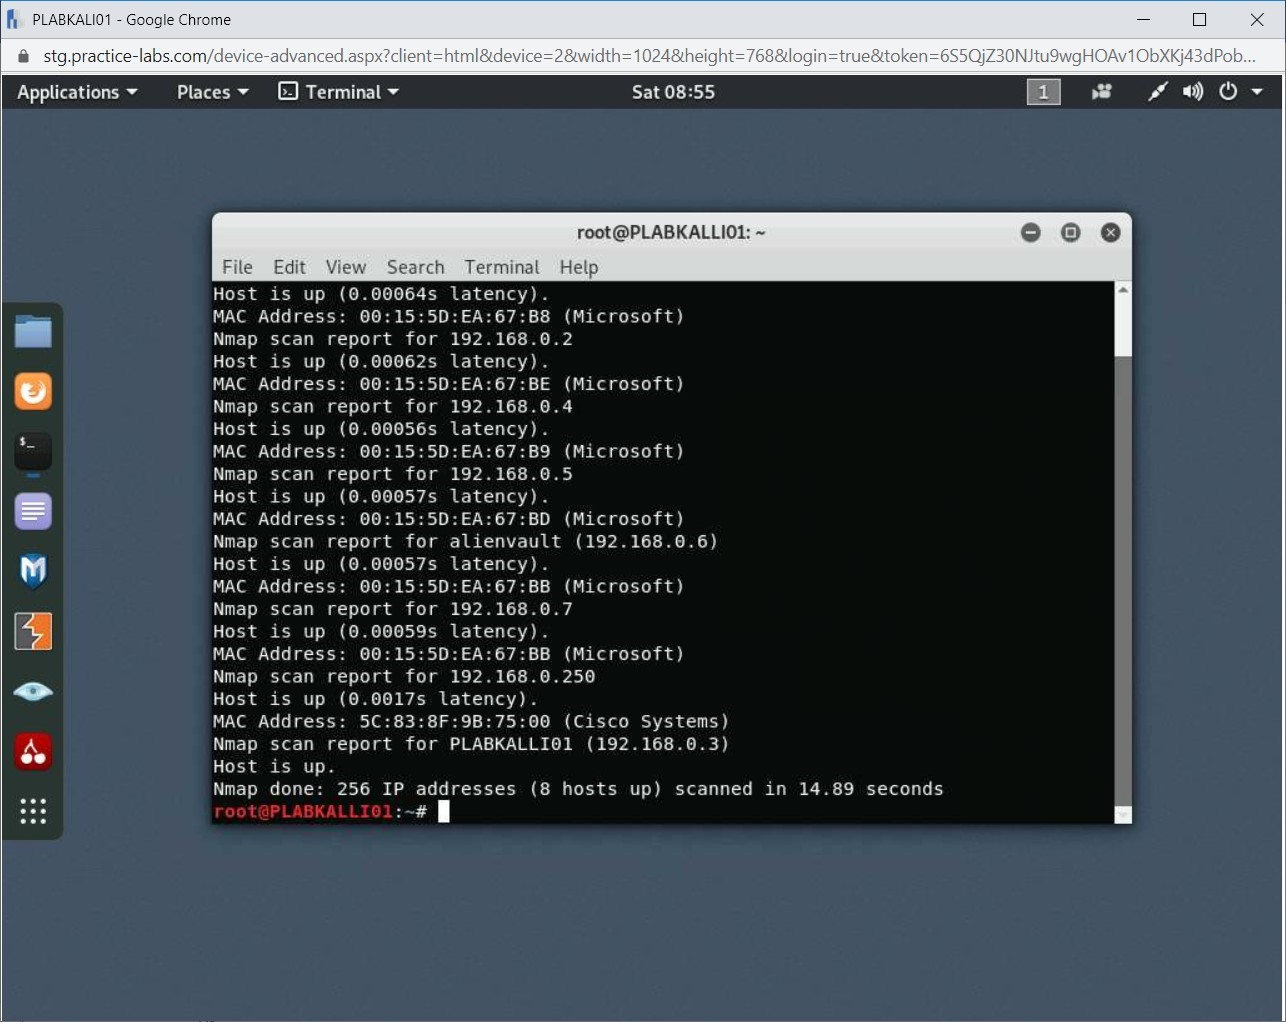 PLABKALI01 - Google Chrome
stg.practice-labs.com/device-advanced.aspx?client=html&device=2&width=1024&height=768&login=true&token=6S5QjZ30NJtu9wgHOAv1ObXKj43dPob...
Applications Places Terminal Sat 08:55 1
root@PLABKALLI01: ~
File Edit View Search Terminal Help
Host is up (0.00064s latency).
MAC Address: 00:15:5D:EA:67:B8 (Microsoft)
Nmap scan report for 192.168.0.2
Host is up (0.00062s latency).
MAC Address: 00:15:5D:EA:67:BE (Microsoft)
Nmap scan report for 192.168.0.4
Host is up (0.00056s latency).
MAC Address: 00:15:5D:EA:67:B9 (Microsoft)
Nmap scan report for 192.168.0.5
Host is up (0.00057s latency).
MAC Address: 00:15:5D:EA:67:BD (Microsoft)
Nmap scan report for alienvault (192.168.0.6)
Host is up (0.00057s latency).
MAC Address: 00:15:5D:EA:67:BB (Microsoft)
Nmap scan report for 192.168.0.7
Host is up (0.00059s latency).
MAC Address: 00:15:5D:EA:67:BB (Microsoft)
Nmap scan report for 192.168.0.250
Host is up (0.0017s latency).
MAC Address: 5C:83:8F:9B:75:00 (Cisco Systems)
Nmap scan report for PLABKALLI01 (192.168.0.3)
Host is up.
Nmap done: 256 IP addresses (8 hosts up) scanned in 14.89 seconds
root@PLABKALLI01:~#
$_